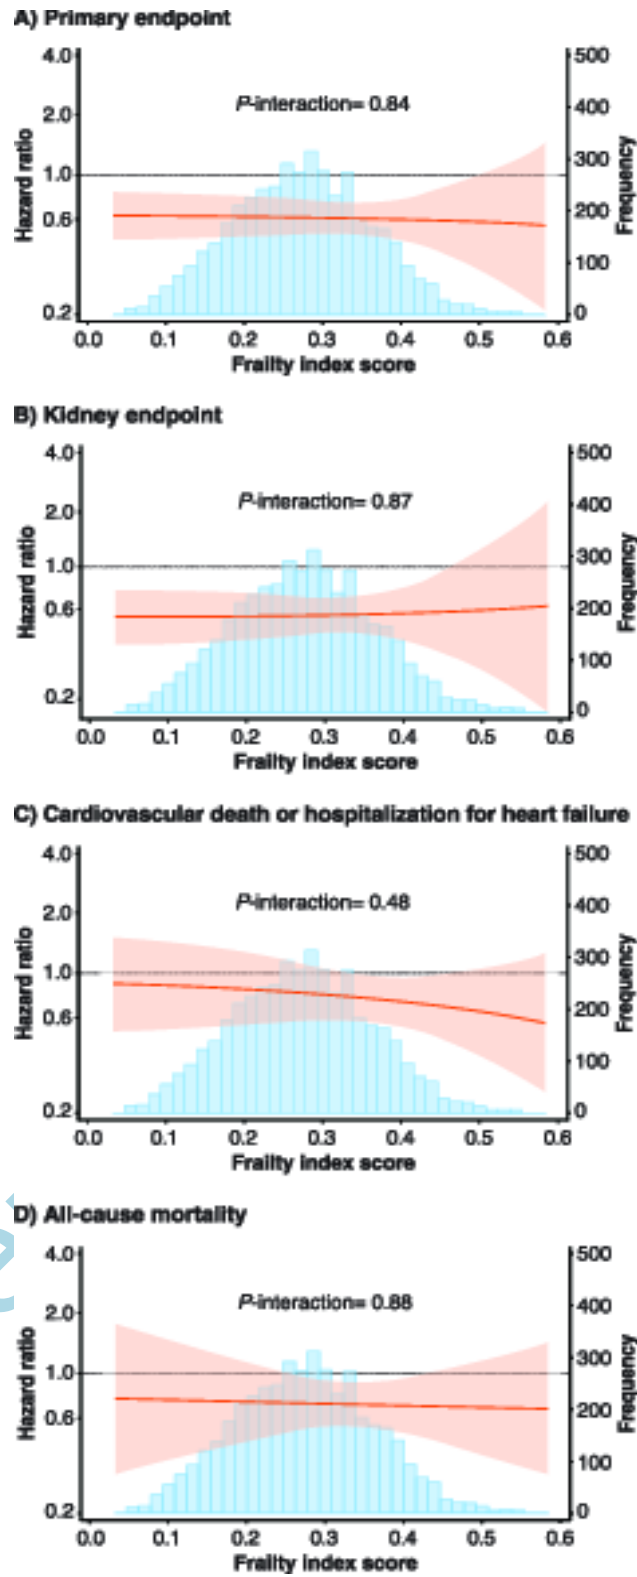 A) Primary endpoint
4.0
2.0
1.0
0.6
0.2
Hazard ratio
P-interaction= 0.84
500
400
300
200
100
0
Frequency
0.0 0.1 0.2 0.3 0.4 0.5 0.6
Frailty index score
B) Kidney endpoint
4.0
2.0
1.0
0.6
0.2
Hazard ratio
P-interaction= 0.87
500
400
300
200
100
0
Frequency
0.0 0.1 0.2 0.3 0.4 0.5 0.6
Frailty index score
C) Cardiovascular death or hospitalization for heart failure
4.0
2.0
1.0
0.6
0.2
Hazard ratio
P-interaction= 0.48
500
400
300
200
100
0
Frequency
0.0 0.1 0.2 0.3 0.4 0.5 0.6
Frailty index score
D) All-cause mortality
4.0
2.0
1.0
0.6
0.2
Hazard ratio
P-interaction= 0.88
500
400
300
200
100
0
Frequency
0.0 0.1 0.2 0.3 0.4 0.5 0.6
Frailty index score